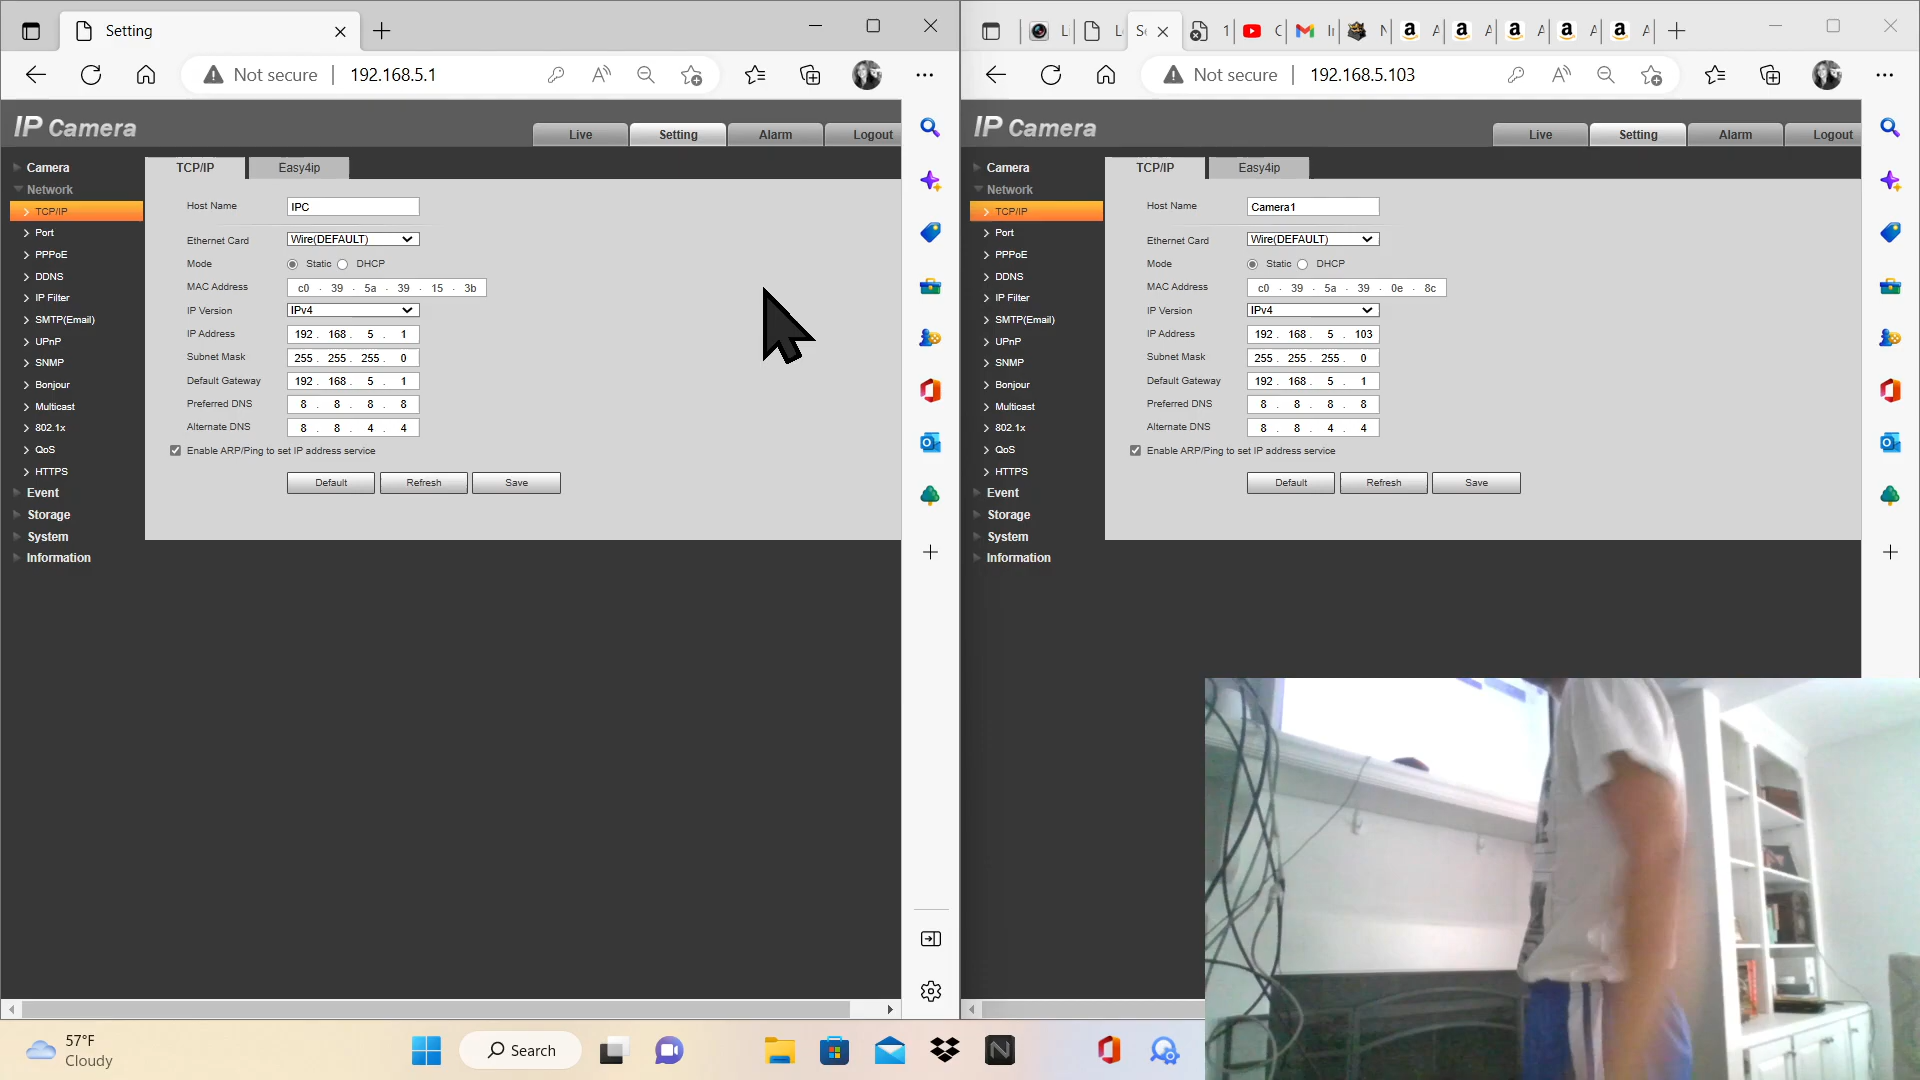 Setting
Not secure
192.168.5.1
IP Camera
Live
Setting
Alarm
Logout
Camera
Network
TCP/IP
Port
PPPoE
DDNS
IP Filter
SMTP(Email)
UPnP
SNMP
Bonjour
Multicast
802.1x
QoS
HTTPS
Event
Storage
System
Information
TCP/IP
Easy4ip
Host Name IPC
Ethernet Card Wire(DEFAULT)
Mode Static DHCP
MAC Address c0 . 39 . 5a . 39 . 15 . 3b
IP Version IPv4
IP Address 192 . 168 . 5 . 1
Subnet Mask 255 . 255 . 255 . 0
Default Gateway 192 . 168 . 5 . 1
Preferred DNS 8 . 8 . 8 . 8
Alternate DNS 8 . 8 . 4 . 4
Enable ARP/Ping to set IP address service
Default Refresh Save
Not secure
192.168.5.103
IP Camera
Live
Setting
Alarm
Logout
Camera
Network
TCP/IP
Port
PPPoE
DDNS
IP Filter
SMTP(Email)
UPnP
SNMP
Bonjour
Multicast
802.1x
QoS
HTTPS
Event
Storage
System
Information
TCP/IP
Easy4ip
Host Name Camera1
Ethernet Card Wire(DEFAULT)
Mode Static DHCP
MAC Address c0 . 39 . 5a . 39 . 0e . 8c
IP Version IPv4
IP Address 192 . 168 . 5 . 103
Subnet Mask 255 . 255 . 255 . 0
Default Gateway 192 . 168 . 5 . 1
Preferred DNS 8 . 8 . 8 . 8
Alternate DNS 8 . 8 . 4 . 4
Enable ARP/Ping to set IP address service
Default Refresh Save
57°F
Cloudy
Search